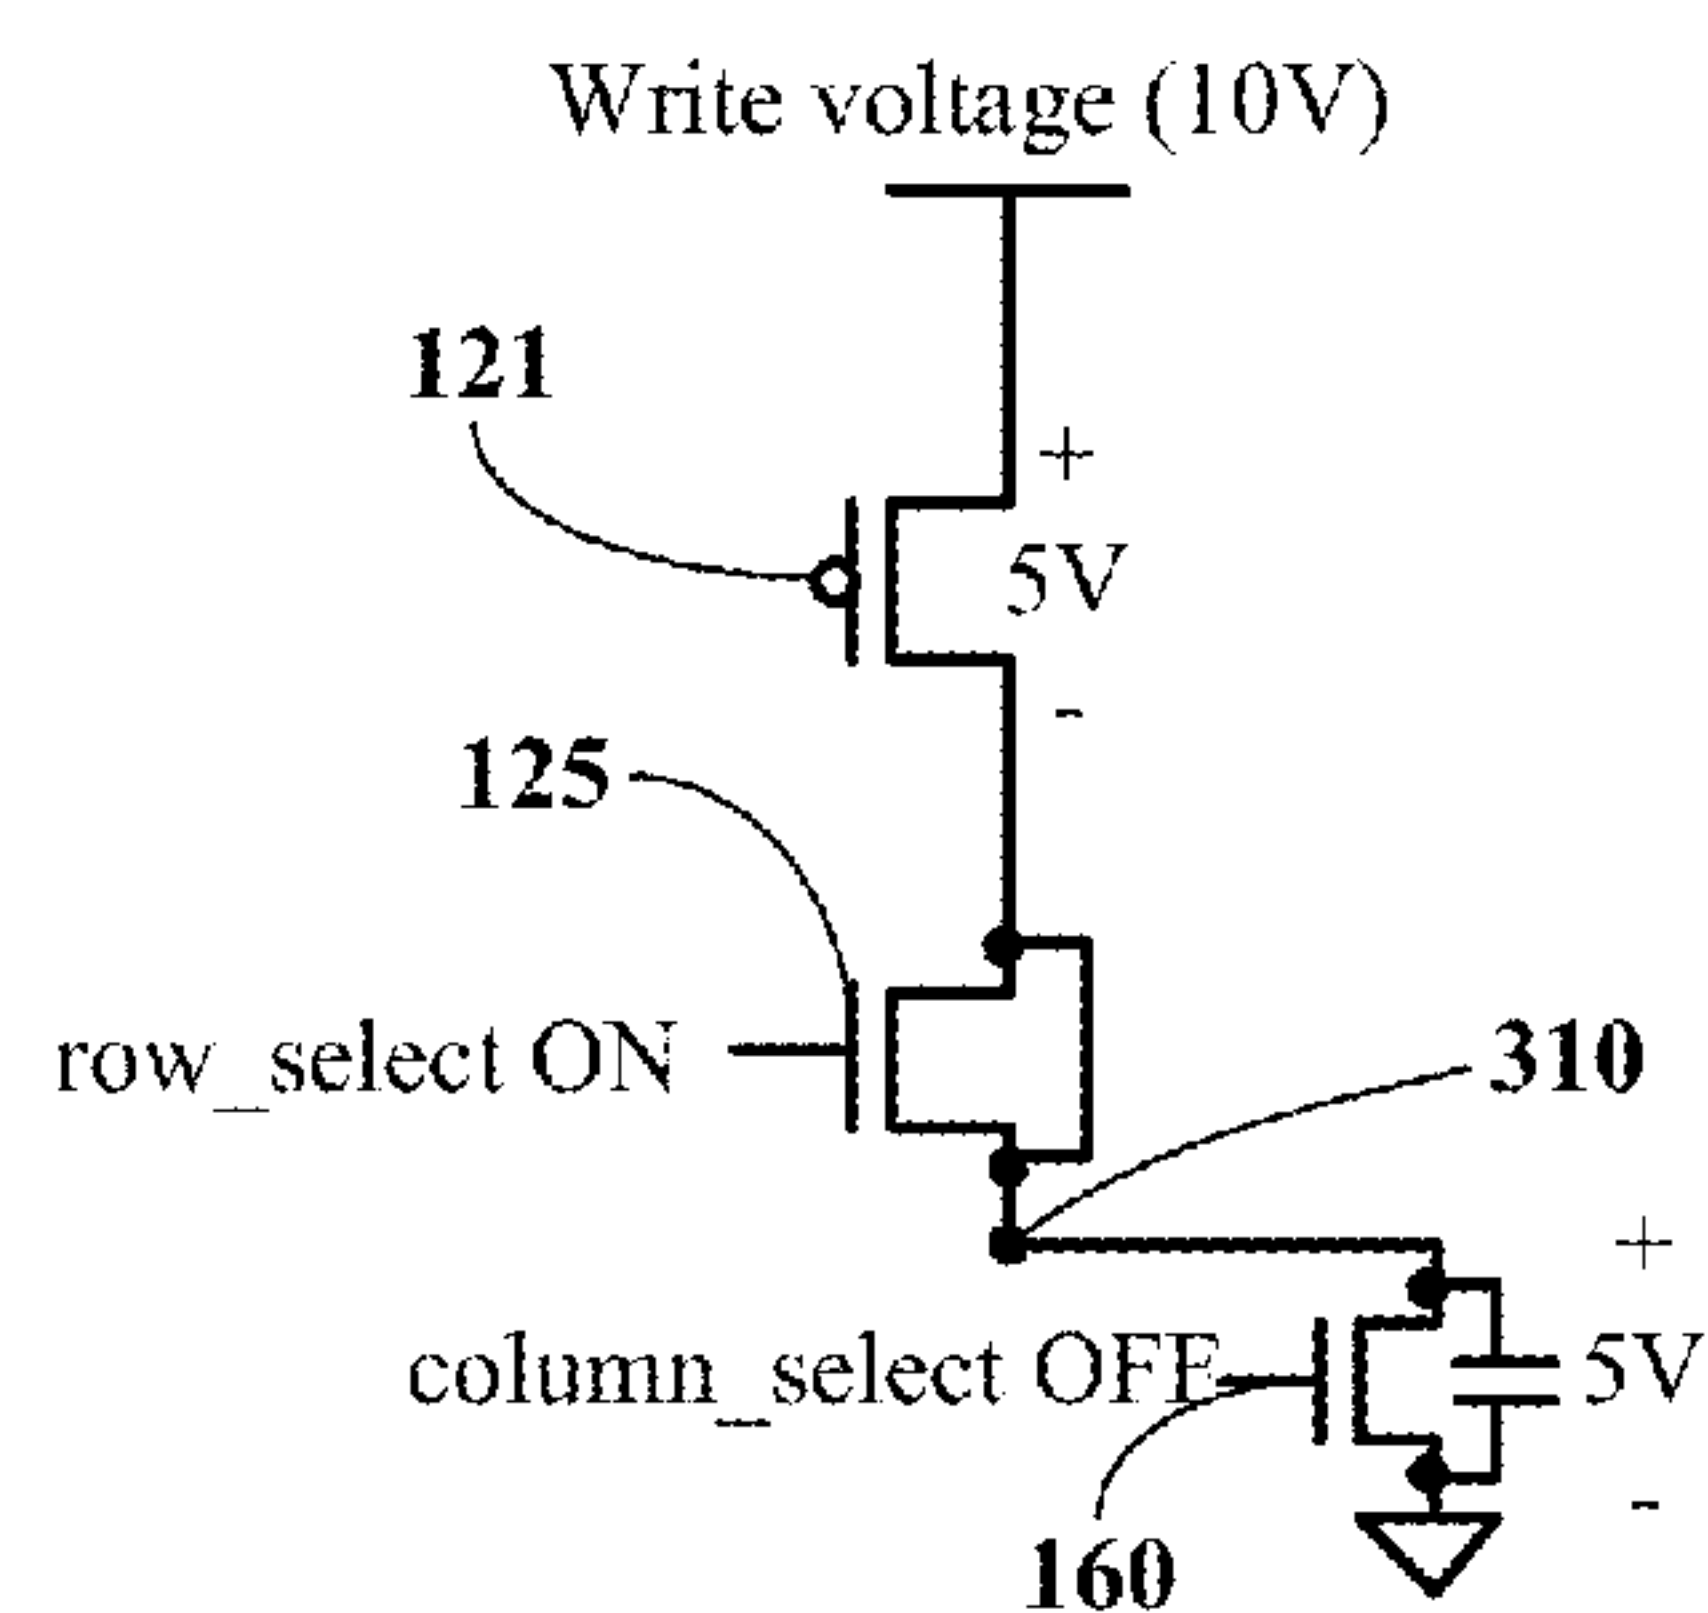 Write voltage (10V)
121
+
5V
-
125
row_select ON
310
+
column_select OFF
5V
-
160